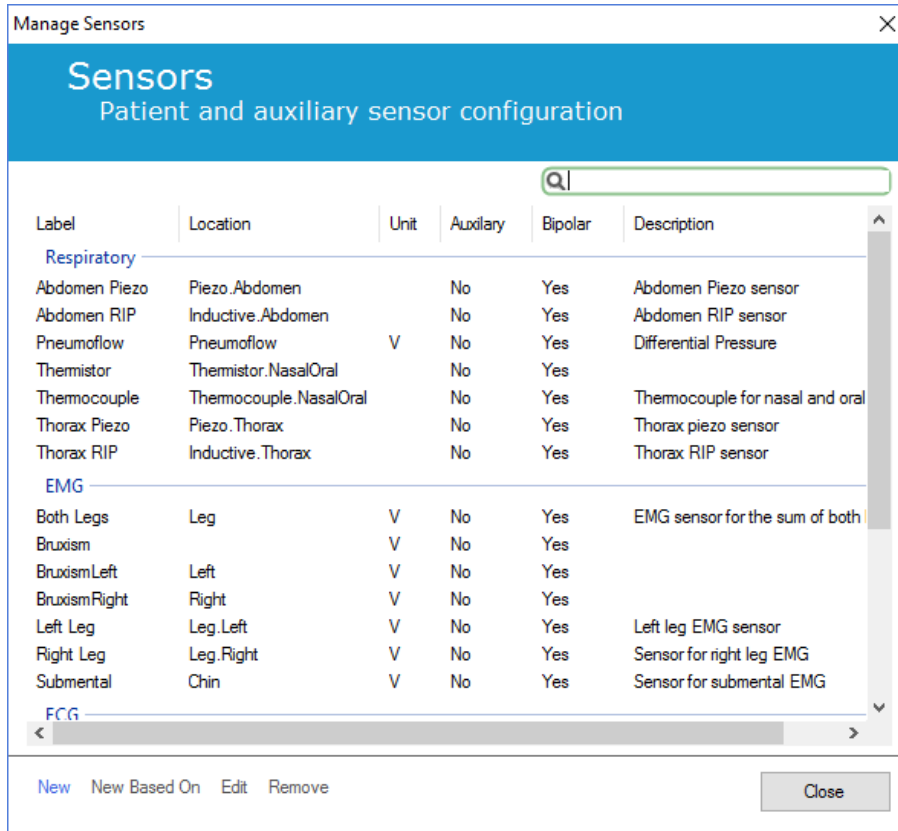 Manage Sensors
Sensors
Patient and auxiliary sensor configuration
Label Location Unit Auxilary Bipolar Description
Respiratory
Abdomen Piezo Piezo.Abdomen No Yes Abdomen Piezo sensor
Abdomen RIP Inductive.Abdomen No Yes Abdomen RIP sensor
Pneumoflow Pneumoflow V No Yes Differential Pressure
Thermistor Thermistor.NasalOral No Yes
Thermocouple Thermocouple.NasalOral No Yes Thermocouple for nasal and oral
Thorax Piezo Piezo.Thorax No Yes Thorax piezo sensor
Thorax RIP Inductive.Thorax No Yes Thorax RIP sensor
EMG
Both Legs Leg V No Yes EMG sensor for the sum of both
Bruxism V No Yes
BruxismLeft Left V No Yes
BruxismRight Right V No Yes
Left Leg Leg.Left V No Yes Left leg EMG sensor
Right Leg Leg.Right V No Yes Sensor for right leg EMG
Submental Chin V No Yes Sensor for submental EMG
ECG
New New Based On Edit Remove Close